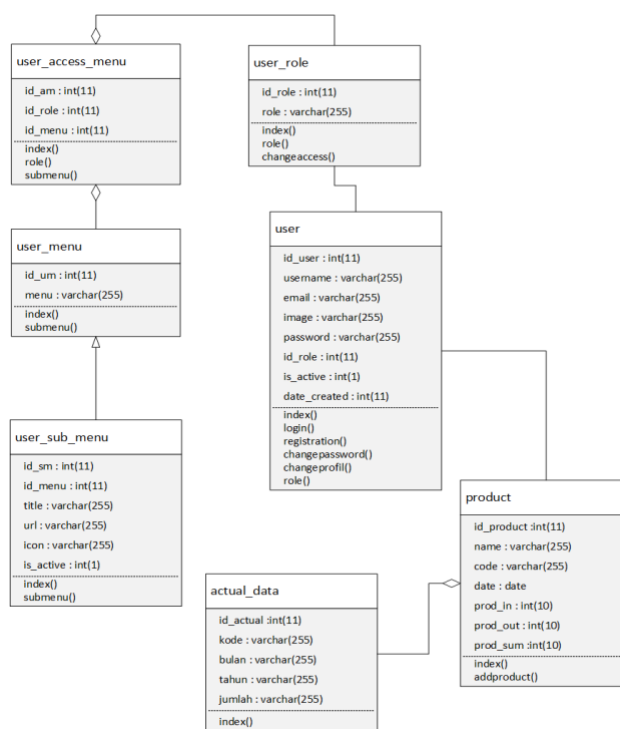 user_access_menu
id_am : int(11)
id_role : int(11)
id_menu : int(11)
index()
role()
submenu()
user_role
id_role : int(11)
role : varchar(255)
index()
role()
changeaccess()
user_menu
id_um : int(11)
menu : varchar(255)
index()
submenu()
user
id_user : int(11)
username : varchar(255)
email : varchar(255)
image : varchar(255)
password : varchar(255)
id_role : int(11)
is_active : int(1)
date_created : int(11)
index()
login()
registration()
changepassword()
changeprofil()
role()
user_sub_menu
id_sm : int(11)
id_menu : int(11)
title : varchar(255)
url : varchar(255)
icon : varchar(255)
is_active : int(1)
index()
submenu()
product
id_product :int(11)
name : varchar(255)
code : varchar(255)
date : date
prod_in : int(10)
prod_out : int(10)
prod_sum :int(10)
index()
addproduct()
actual_data
id_actual :int(11)
kode : varchar(255)
bulan : varchar(255)
tahun : varchar(255)
jumlah : varchar(255)
index()